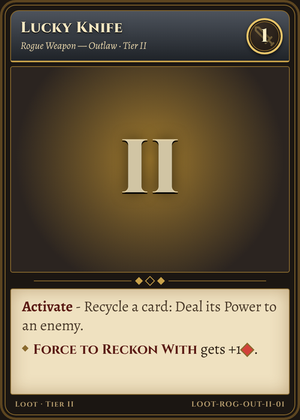 Lucky Knife
Rogue Weapon — Outlaw · Tier II
1
II
Activate - Recycle a card: Deal its Power to
an enemy.
Force to Reckon With gets +1.
Loot · Tier II
LOOT-ROG-OUT-II-01